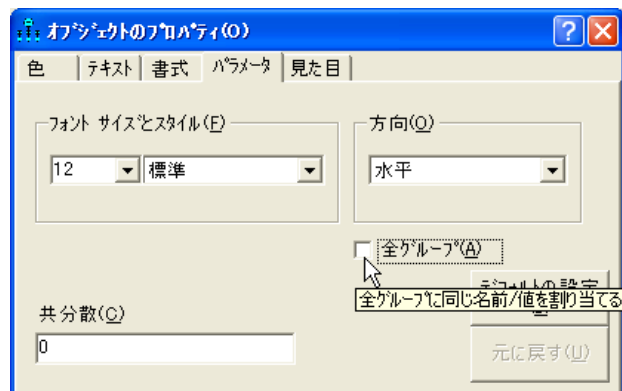 オブジェクトのプロパティ(O)
色 テキスト 書式 パラメータ 見た目
フォント サイズとスタイル(F)
方向(O)
12 標準
水平
全グループ(A)
全グループに同じ名前/値を割り当てる
共分散(C)
0
元に戻す(U)